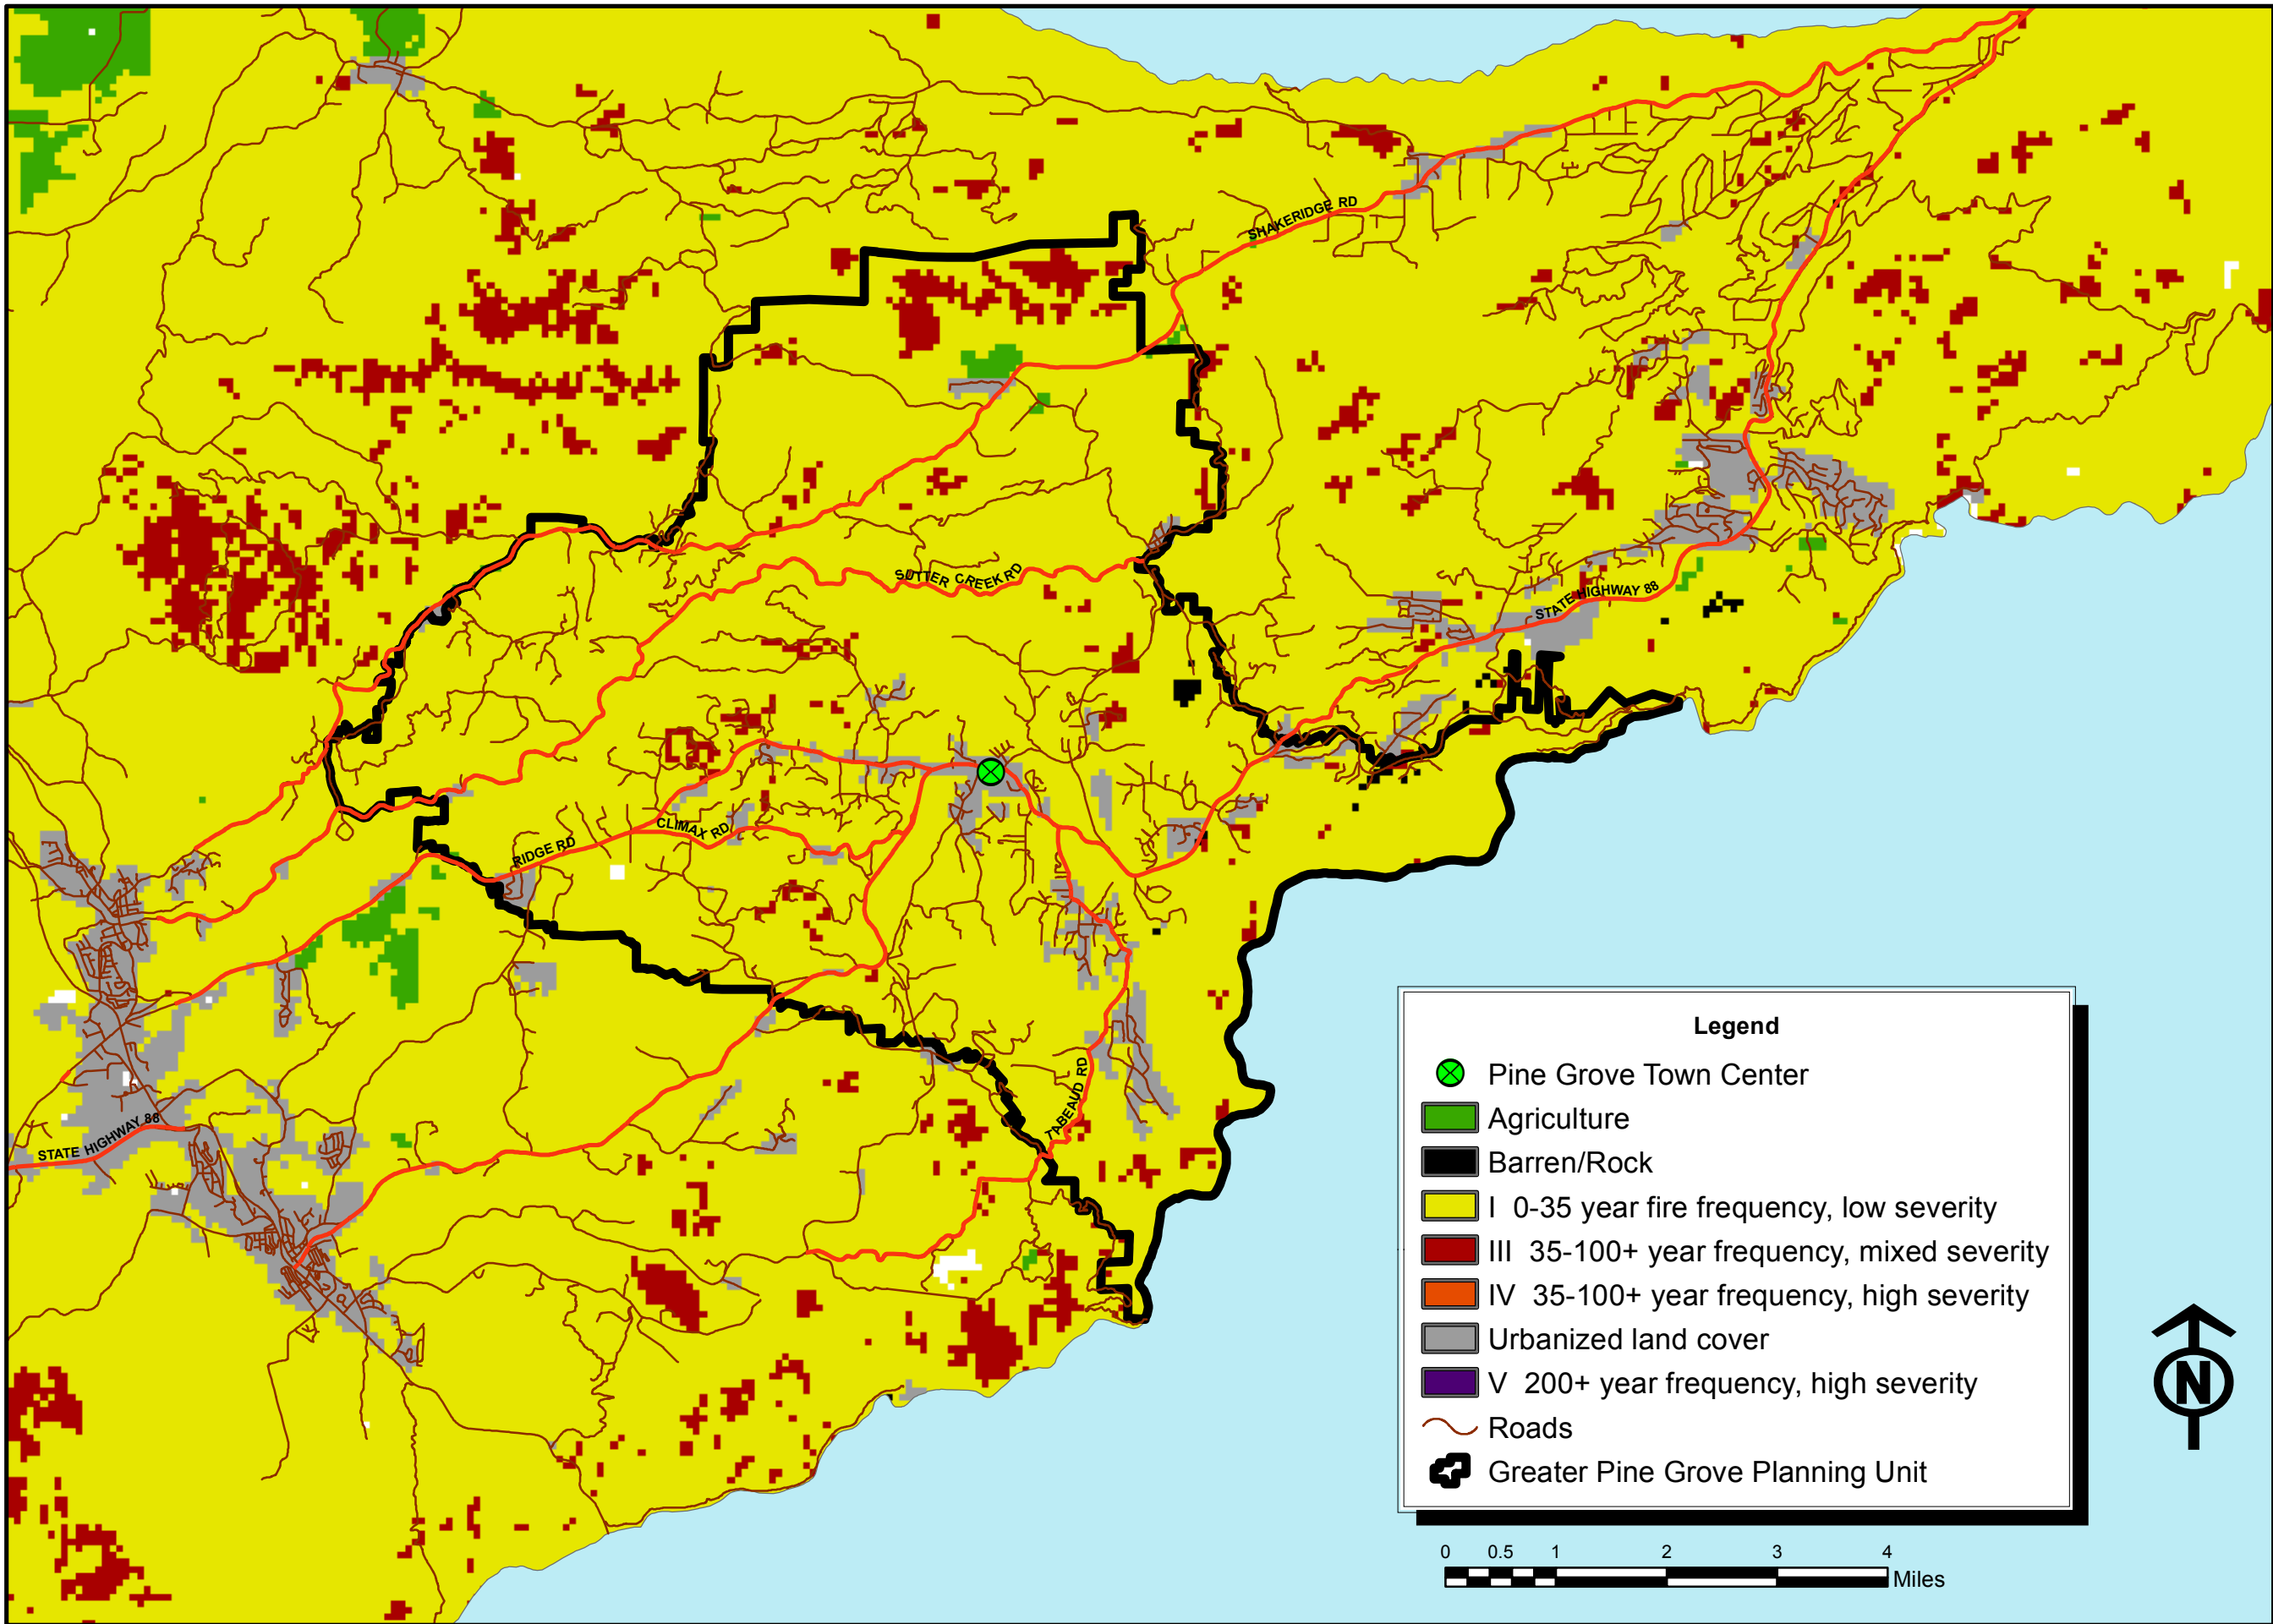 SHAKERIDGE RD
SUTTER CREEK RD
STATE HIGHWAY 88
CLIMAX RD
RIDGE RD
TABEAUD RD
STATE HIGHWAY 88
Legend
Pine Grove Town Center
Agriculture
Barren/Rock
I 0-35 year fire frequency, low severity
III 35-100+ year frequency, mixed severity
IV 35-100+ year frequency, high severity
Urbanized land cover
V 200+ year frequency, high severity
Roads
Greater Pine Grove Planning Unit
N
0 0.5 1 2 3 4
Miles